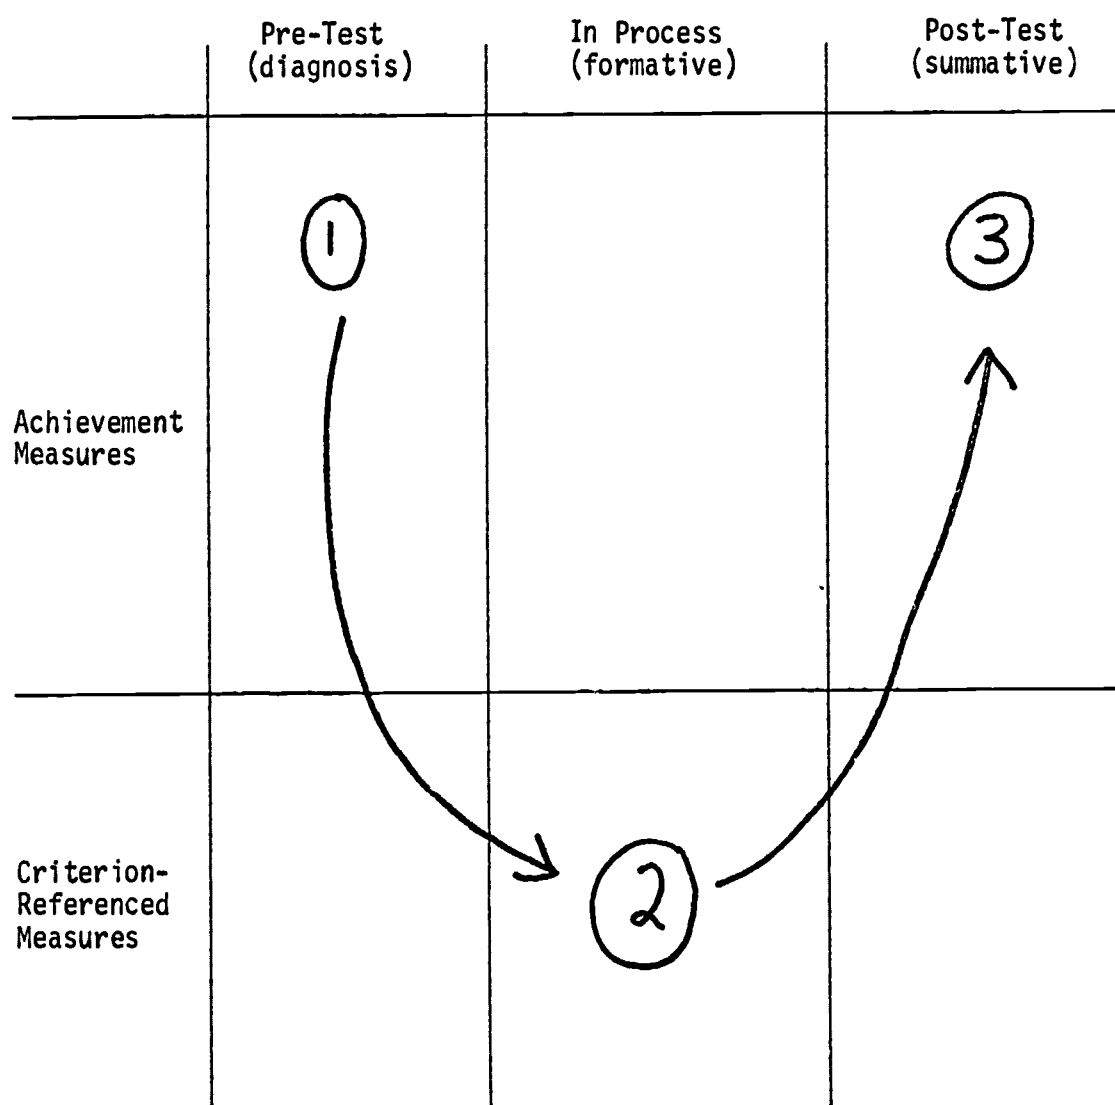 Pre-Test
(diagnosis)
In Process
(formative)
Post-Test
(summative)
1
3
Achievement
Measures
2
Criterion-
Referenced
Measures